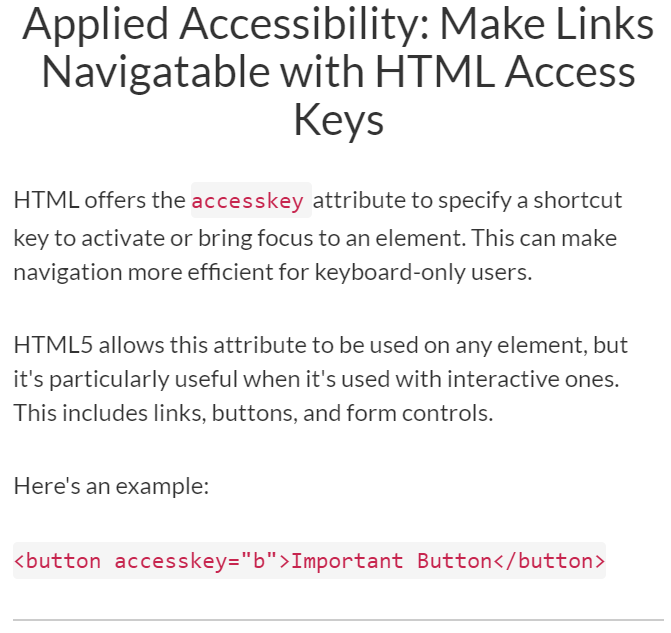 Applied Accessibility: Make Links
Navigatable with HTML Access
Keys
HTML offers the accesskey attribute to specify a shortcut
key to activate or bring focus to an element. This can make
navigation more efficient for keyboard-only users.
HTML5 allows this attribute to be used on any element, but
it's particularly useful when it's used with interactive ones.
This includes links, buttons, and form controls.
Here's an example:
<button accesskey="b">Important Button</button>